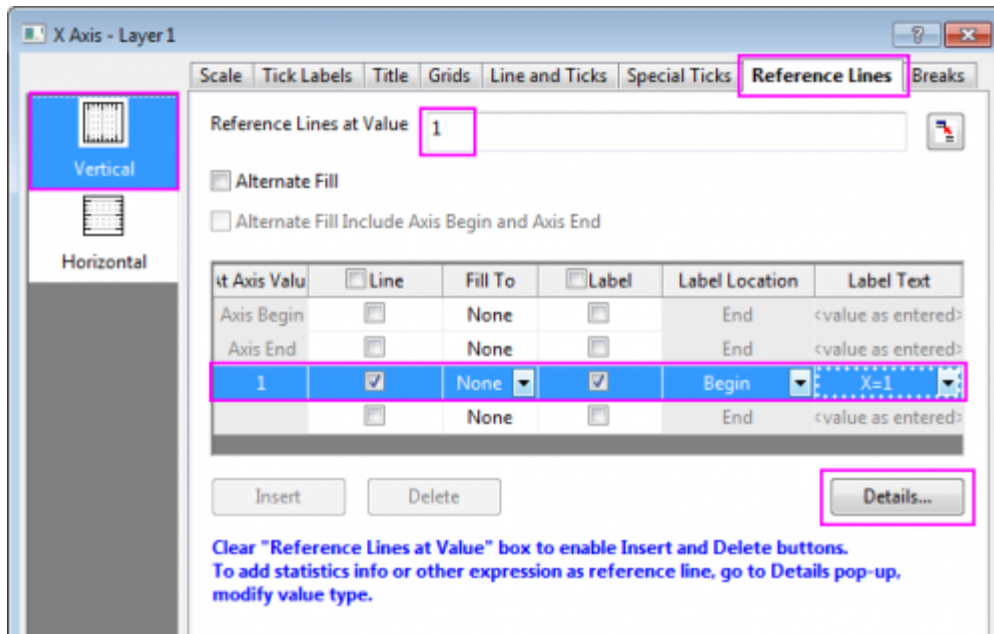 X Axis - Layer 1
Scale Tick Labels Title Grids Line and Ticks Special Ticks Reference Lines Breaks
Vertical
Horizontal
Reference Lines at Value 1
Alternate Fill
Alternate Fill Include Axis Begin and Axis End
t Axis Valu Line Fill To Label Label Location Label Text
Axis Begin None End <value as entered>
Axis End None End <value as entered>
1 None Begin X=1
None End <value as entered>
Insert Delete Details...
Clear "Reference Lines at Value" box to enable Insert and Delete buttons.
To add statistics info or other expression as reference line, go to Details pop-up,
modify value type.